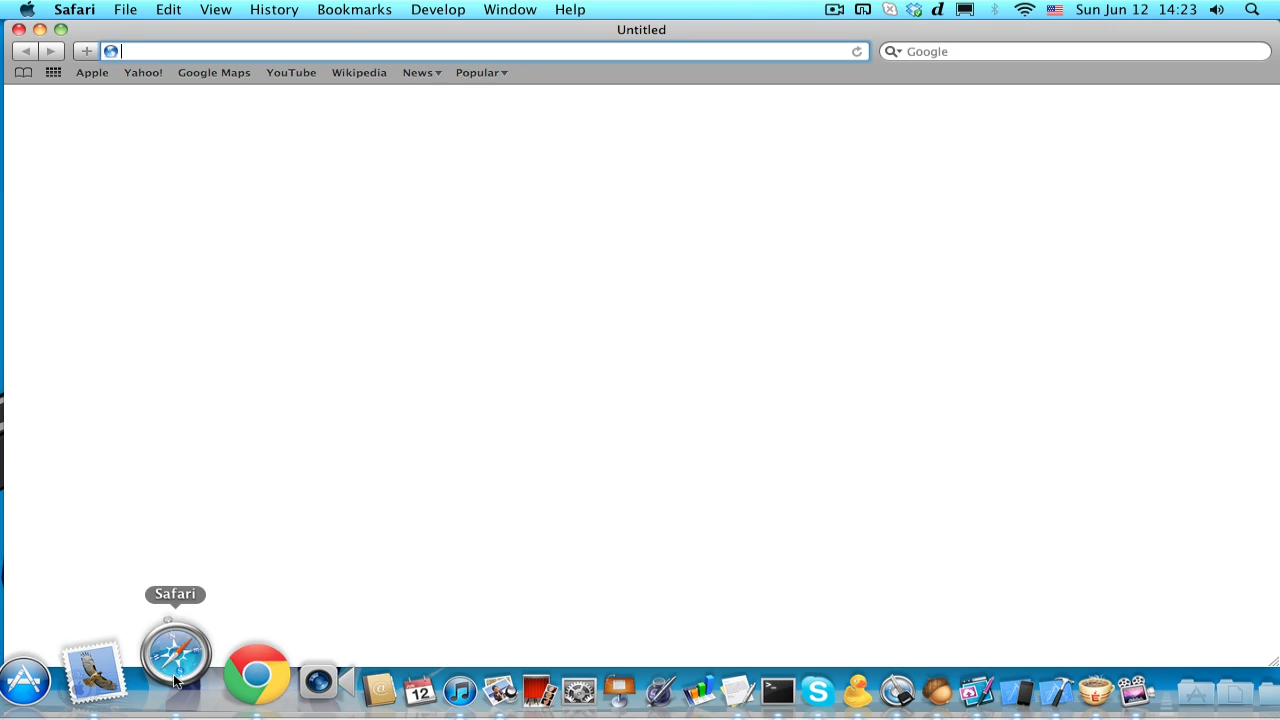 Safari File Edit View History Bookmarks Develop Window Help d Sun Jun 12 14:23
Untitled
Google
Apple Yahoo! Google Maps YouTube Wikipedia News Popular
Safari
12
S